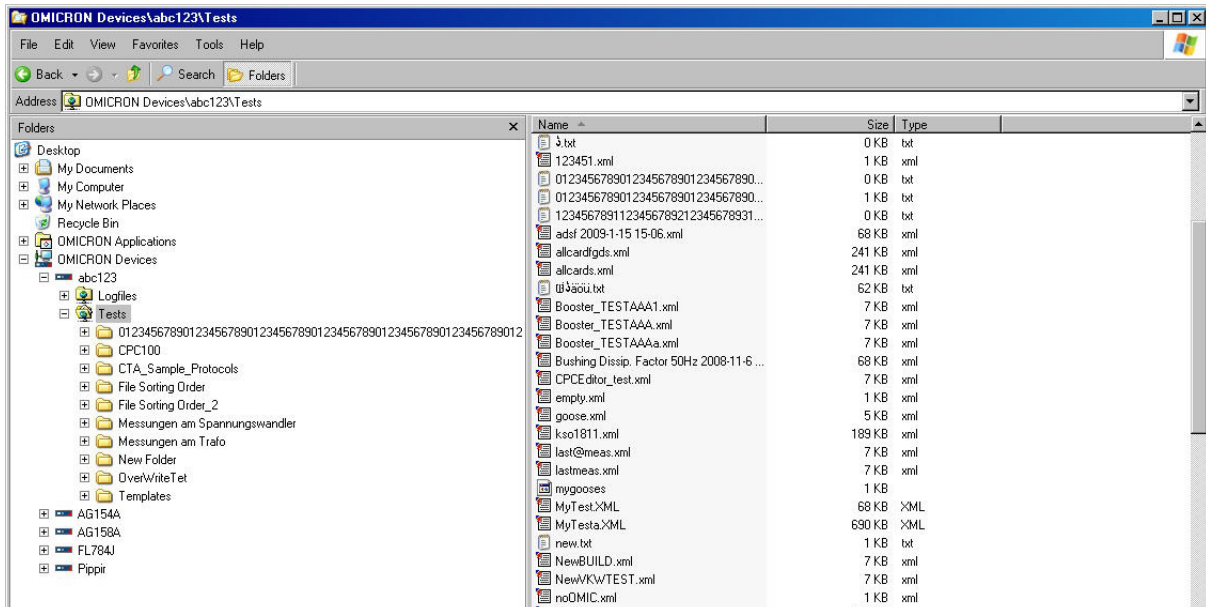 OMICRON Devices\abc123\Tests
File Edit View Favorites Tools Help
Back Search Folders
Address OMICRON Devices\abc123\Tests
Folders
Desktop
My Documents
My Computer
My Network Places
Recycle Bin
OMICRON Applications
OMICRON Devices
abc123
Logfiles
Tests
012345678901234567890123456789012345678901234567890123456789012
CPC100
CTA_Sample_Protocols
File Sorting Order
File Sorting Order_2
Messungen am Spannungswandler
Messungen am Trafo
New Folder
OverWriteTet
Templates
AG154A
AG158A
FL784J
Pippir
Name Size Type
.txt 0 KB txt
123451.xml 1 KB xml
0123456789012345678901234567890... 0 KB txt
0123456789012345678901234567890... 1 KB txt
1234567891123456789212345678931... 0 KB txt
adsf 2009-1-15 15-06.xml 68 KB xml
allcardfgds.xml 241 KB xml
allcards.xml 241 KB xml
62 KB txt
Booster_TESTAAA1.xml 7 KB xml
Booster_TESTAAA.xml 7 KB xml
Booster_TESTAAAa.xml 7 KB xml
Bushing Dissip. Factor 50Hz 2008-11-6 ... 68 KB xml
CPCEditor_test.xml 7 KB xml
empty.xml 1 KB xml
goose.xml 5 KB xml
kso1811.xml 189 KB xml
last@meas.xml 7 KB xml
lastmeas.xml 7 KB xml
mygooses 1 KB
MyTest.XML 68 KB XML
MyTesta.XML 690 KB XML
new.txt 1 KB txt
NewBUILD.xml 7 KB xml
NewVKWTEST.xml 7 KB xml
noOMIC.xml 1 KB xml